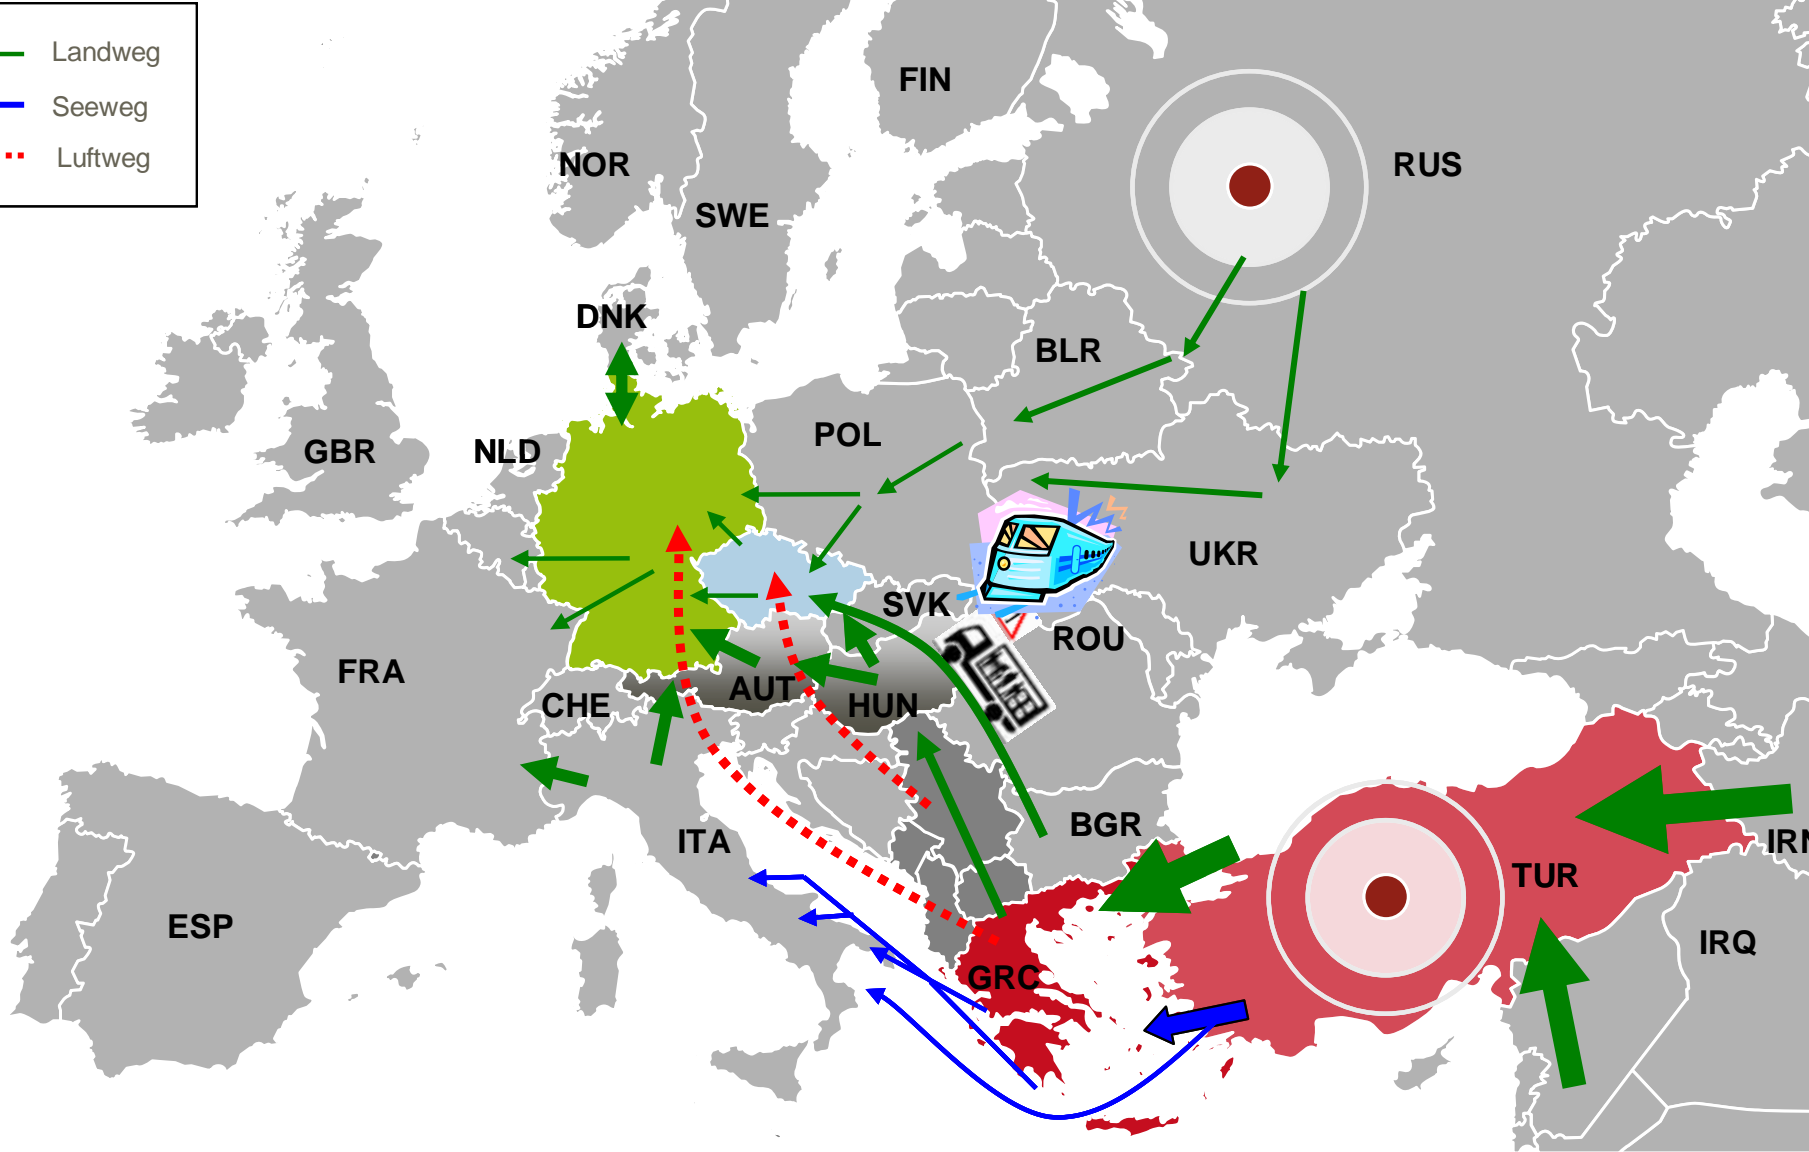 Landweg
Seeweg
Luftweg
FIN
NOR
RUS
SWE
DNK
BLR
GBR
NLD
POL
UKR
SVK
ROU
FRA
CHE
AUT
HUN
ITA
BGR
IRN
TUR
ESP
IRQ
GRC